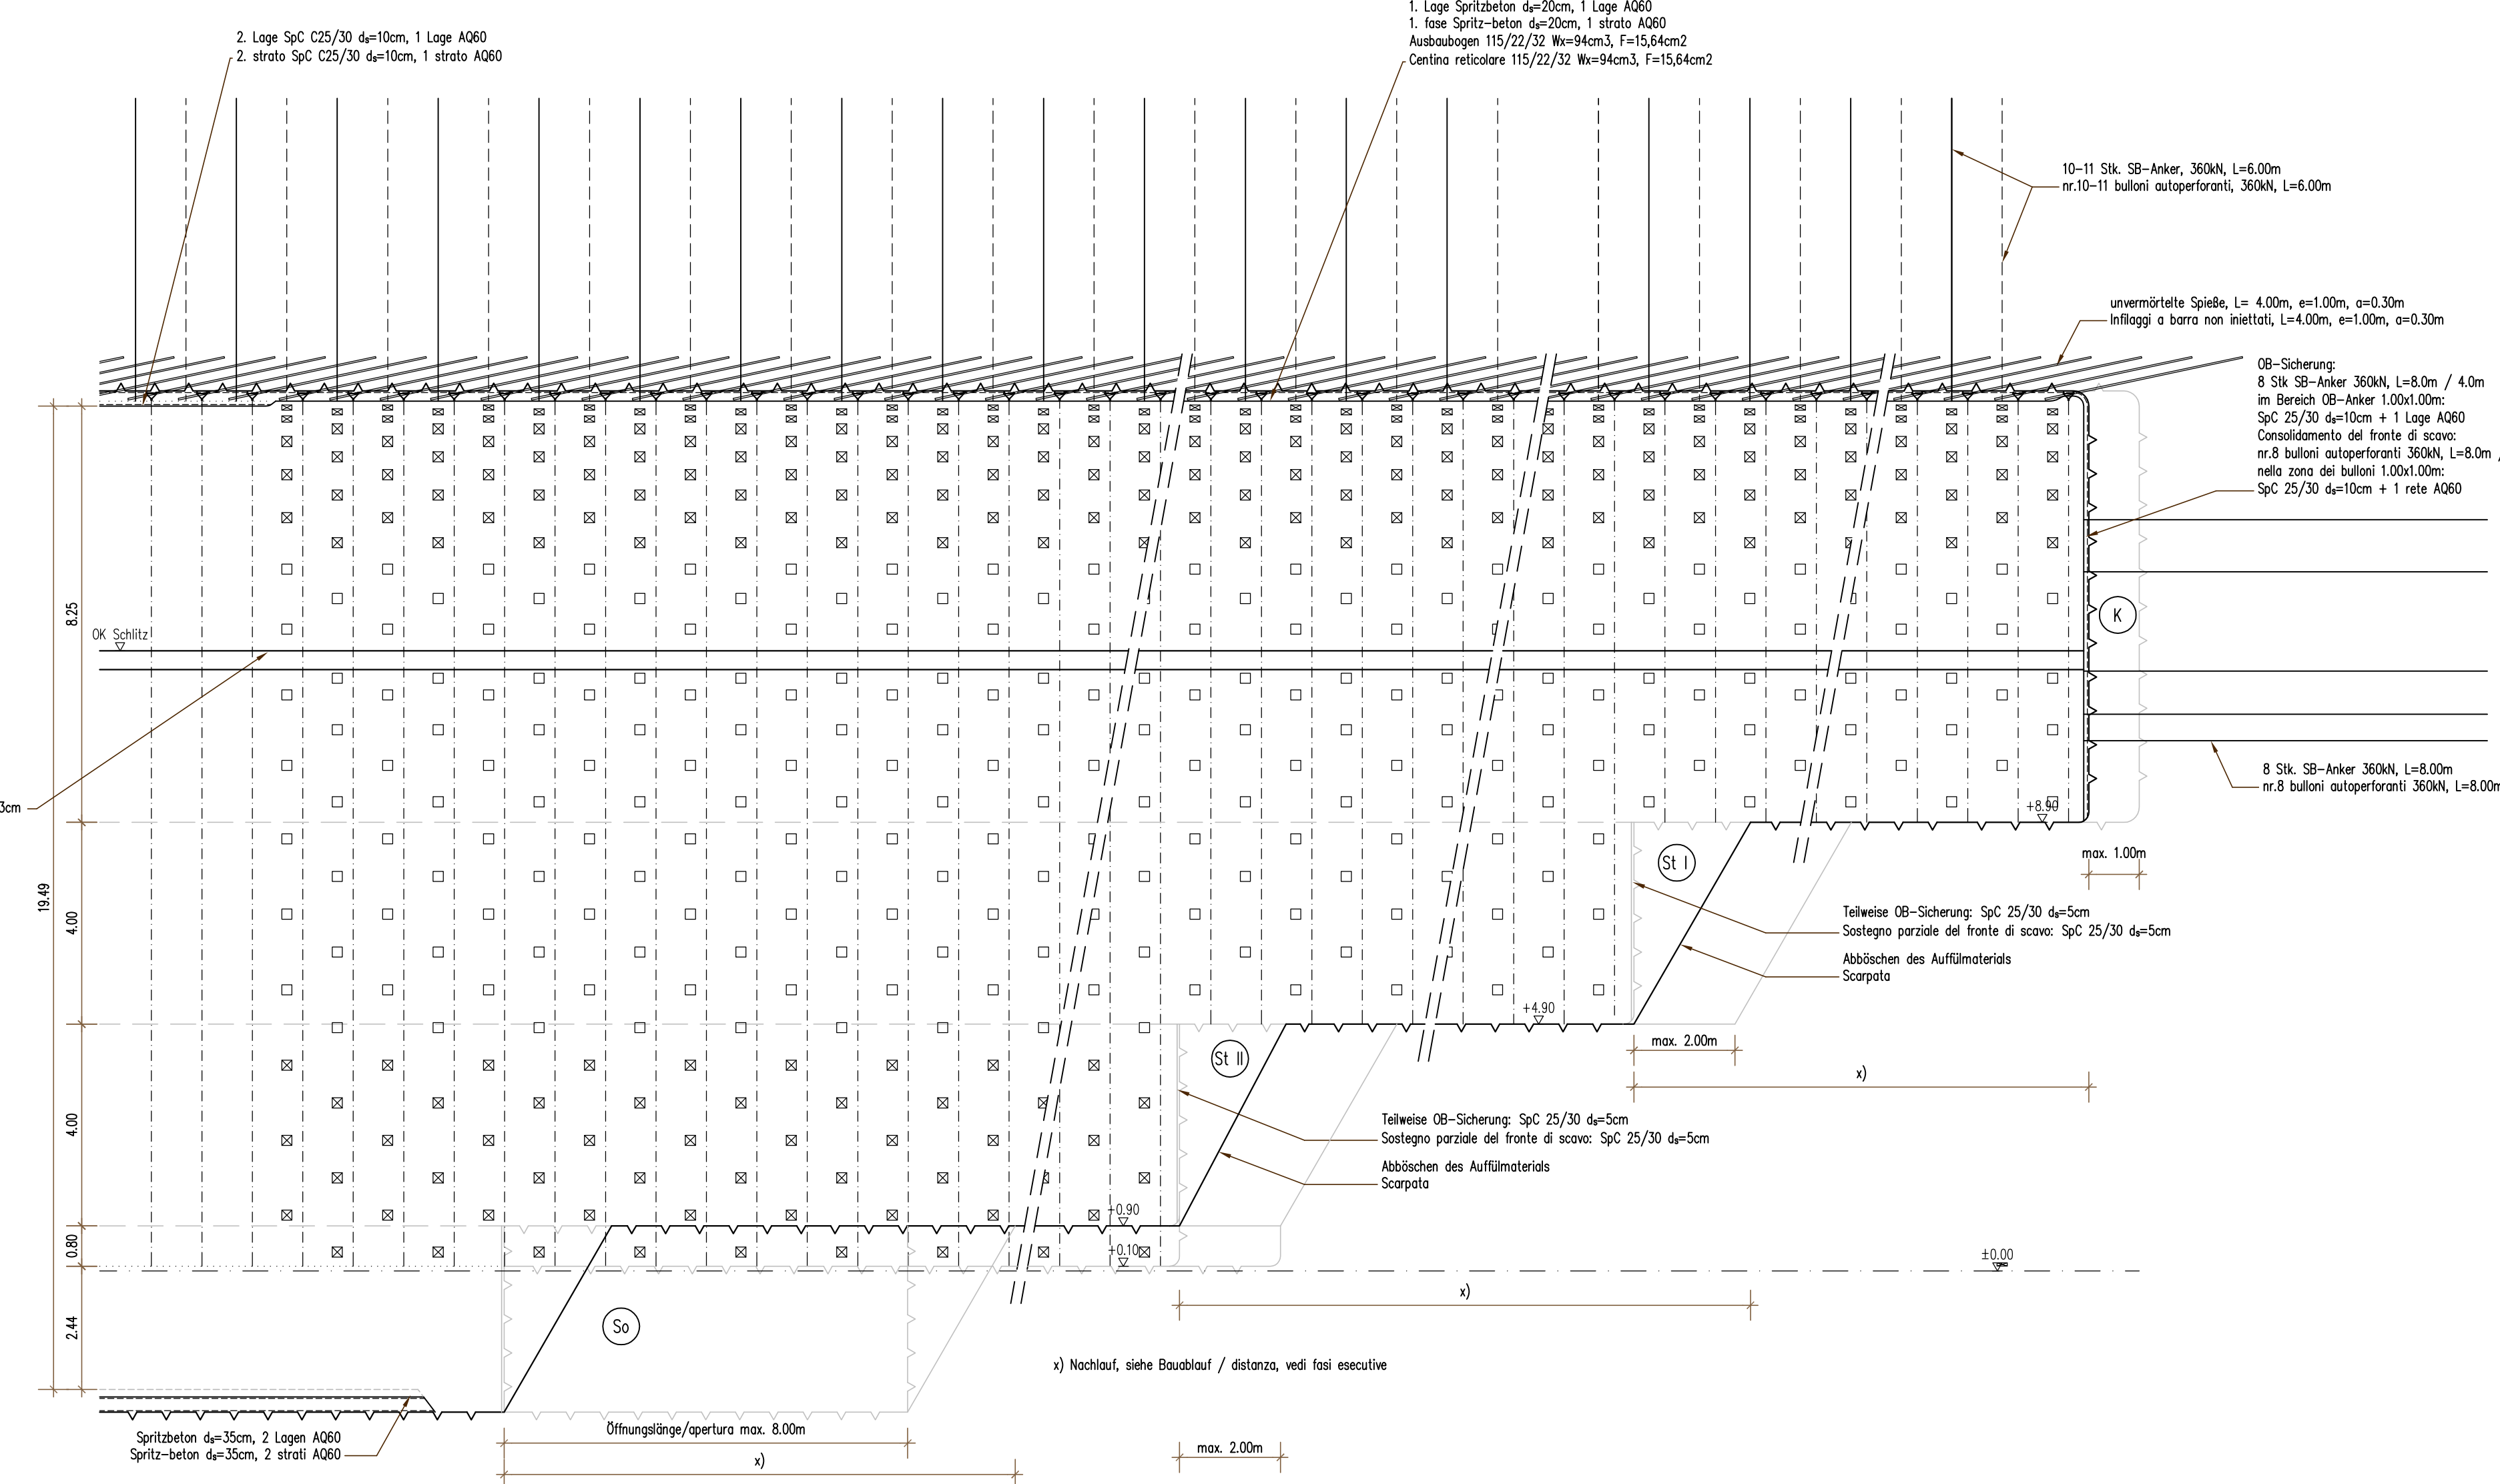 1. Lage Spritzbeton ds=20cm, 1 Lage AQ60
1. fase Spritz-beton ds=20cm, 1 strato AQ60
Ausbaubogen 115/22/32 Wx=94cm3, F=15,64cm2
Centina reticolare 115/22/32 Wx=94cm3, F=15,64cm2
2. Lage SpC C25/30 ds=10cm, 1 Lage AQ60
2. strato SpC C25/30 ds=10cm, 1 strato AQ60
10-11 Stk. SB-Anker, 360kN, L=6.00m
nr.10-11 bulloni autoperforanti, 360kN, L=6.00m
unvermörtelte Spieße, L= 4.00m, e=1.00m, a=0.30m
Infilaggi a barra non iniettati, L=4.00m, e=1.00m, a=0.30m
OB-Sicherung:
8 Stk SB-Anker 360kN, L=8.0m / 4.0m
im Bereich OB-Anker 1.00x1.00m:
SpC 25/30 ds=10cm + 1 Lage AQ60
Consolidamento del fronte di scavo:
nr.8 bulloni autoperforanti 360kN, L=8.0m /
nella zona dei bulloni 1.00x1.00m:
SpC 25/30 ds=10cm + 1 rete AQ60
8.25
OK Schlitz
K
8 Stk. SB-Anker 360kN, L=8.00m
nr.8 bulloni autoperforanti 360kN, L=8.00m
3cm
+8.90
max. 1.00m
St I
19.49
4.00
Teilweise OB-Sicherung: SpC 25/30 ds=5cm
Sostegno parziale del fronte di scavo: SpC 25/30 ds=5cm
Abböschen des Auffülmaterials
Scarpata
+4.90
max. 2.00m
St II
x)
4.00
Teilweise OB-Sicherung: SpC 25/30 ds=5cm
Sostegno parziale del fronte di scavo: SpC 25/30 ds=5cm
Abböschen des Auffülmaterials
Scarpata
+0.90
0.80
+0.10
±0.00
x)
2.44
So
x) Nachlauf, siehe Bauablauf / distanza, vedi fasi esecutive
Öffnungslänge/apertura max. 8.00m
Spritzbeton ds=35cm, 2 Lagen AQ60
Spritz-beton ds=35cm, 2 strati AQ60
max. 2.00m
x)